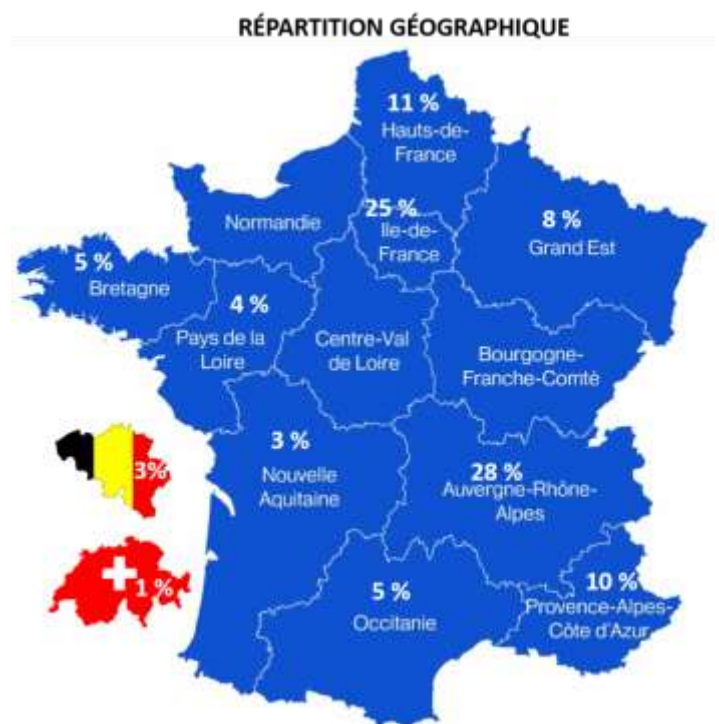 RÉPARTITION GÉOGRAPHIQUE
11 %
Hauts-de-
France
25 %
Ile-de-
France
Normandie
8 %
Grand Est
5 %
Bretagne
4 %
Pays de la
Loire
Centre-Val
de Loire
Bourgogne-
Franche-Comté
3%
1 %
3 %
Nouvelle
Aquitaine
28 %
Auvergne-Rhône-
Alpes
5 %
Occitanie
10 %
Provence-Alpes-
Côte d'Azur